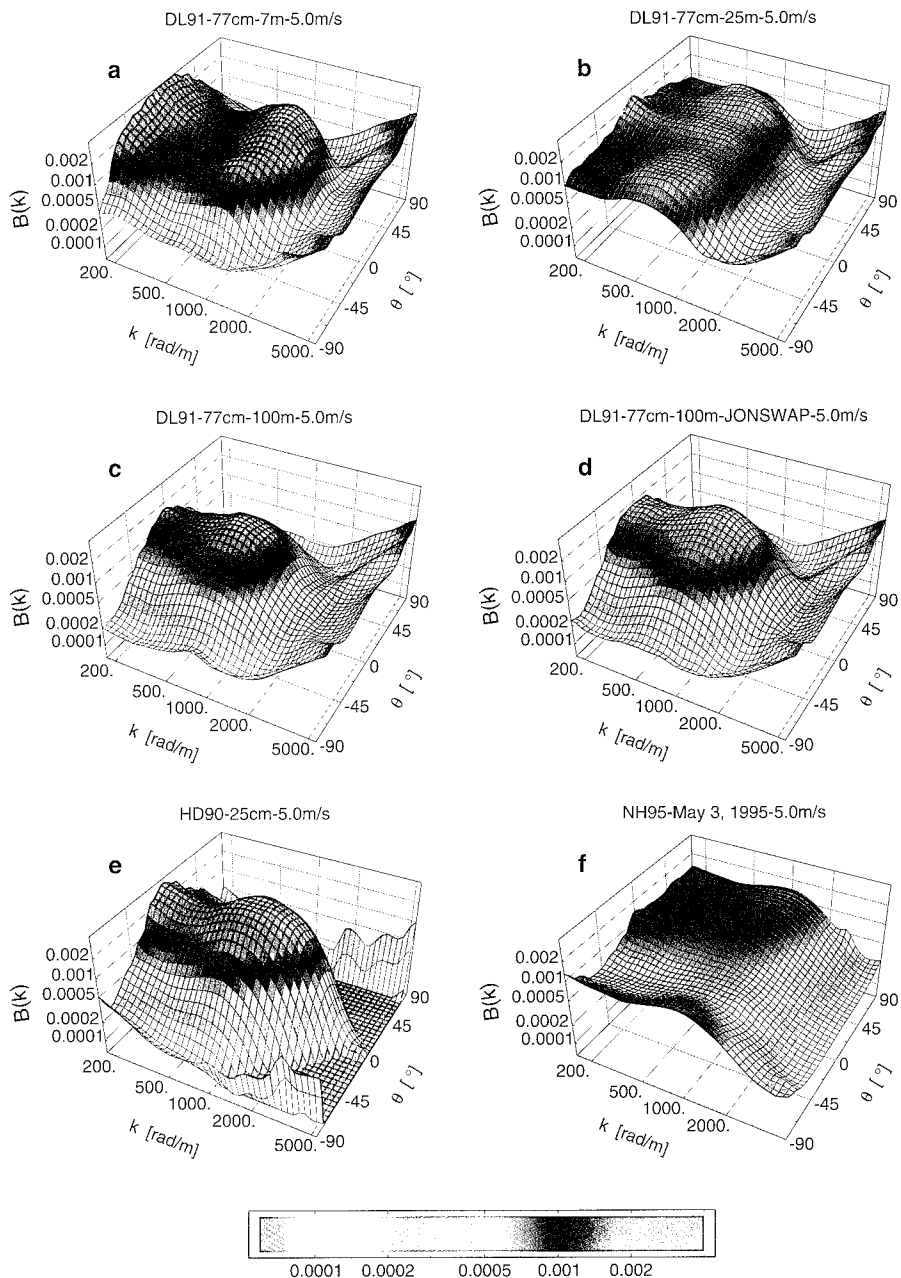 DL91-77cm-7m-5.0m/s
DL91-77cm-25m-5.0m/s
a
b
0.002
0.001
0.0005
0.0002
0.0001
B(k)
200.
500.
1000.
2000.
5000.
k [rad/m]
90
45
0
-45
-90
θ [°]
0.002
0.001
0.0005
0.0002
0.0001
B(k)
200.
500.
1000.
2000.
5000.
k [rad/m]
90
45
0
-45
-90
θ [°]
DL91-77cm-100m-5.0m/s
DL91-77cm-100m-JONSWAP-5.0m/s
c
d
0.002
0.001
0.0005
0.0002
0.0001
B(k)
200.
500.
1000.
2000.
5000.
k [rad/m]
90
45
0
-45
-90
θ [°]
0.002
0.001
0.0005
0.0002
0.0001
B(k)
200.
500.
1000.
2000.
5000.
k [rad/m]
90
45
0
-45
-90
θ [°]
HD90-25cm-5.0m/s
NH95-May 3, 1995-5.0m/s
e
f
0.002
0.001
0.0005
0.0002
0.0001
B(k)
200.
500.
1000.
2000.
5000.
k [rad/m]
90
45
0
-45
-90
θ [°]
0.002
0.001
0.0005
0.0002
0.0001
B(k)
200.
500.
1000.
2000.
k [rad/m]
90
45
0
-45
-90
θ [°]
0.0001 0.0002 0.0005 0.001 0.002